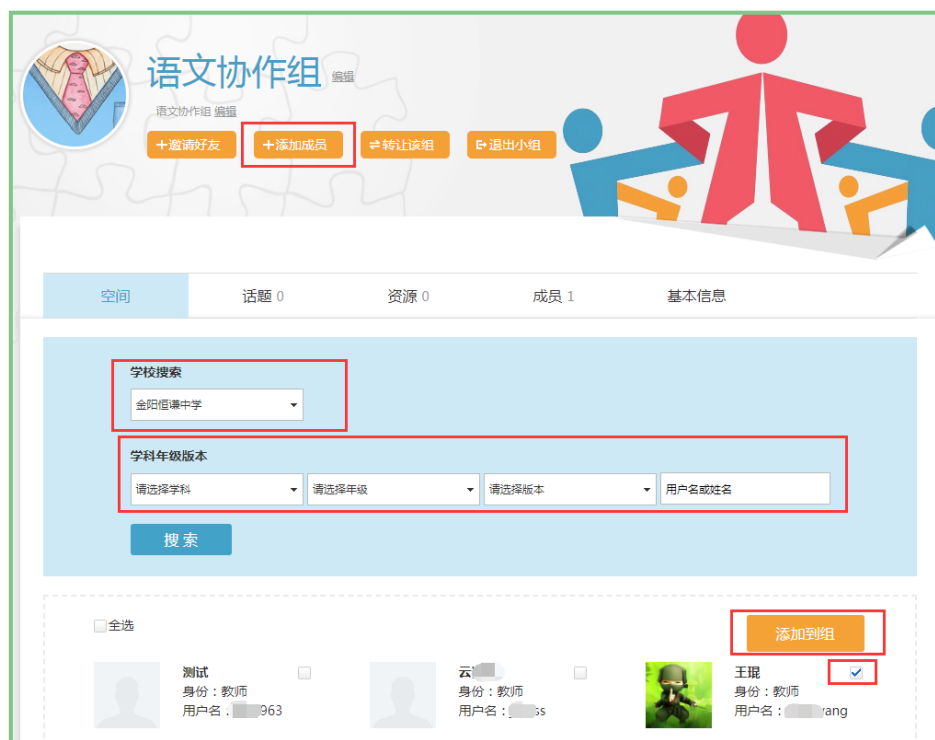 语文协作组 编辑
语文协作组 编辑
+邀请好友 +添加成员 转让该组 退出小组
空间 话题 0 资源 0 成员 1 基本信息
学校搜索
金阳恒谦中学
学科年级版本
请选择学科 请选择年级 请选择版本 用户名或姓名
搜 索
全选 添加到组
测试 云 王琨
身份：教师 身份：教师 身份：教师
用户名： 963 用户名： ss 用户名： ang